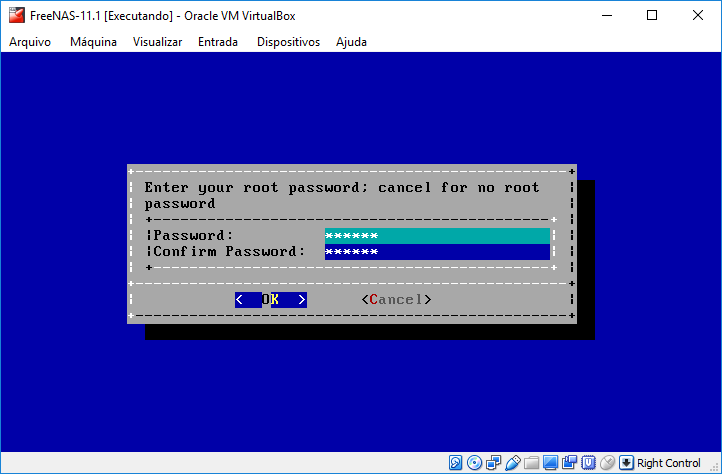 FreeNAS-11.1 [Executando] - Oracle VM VirtualBox
Arquivo Máquina Visualizar Entrada Dispositivos Ajuda
Enter your root password; cancel for no root
password
Password: ******
Confirm Password: ******
< OK > <Cancel>
Right Control